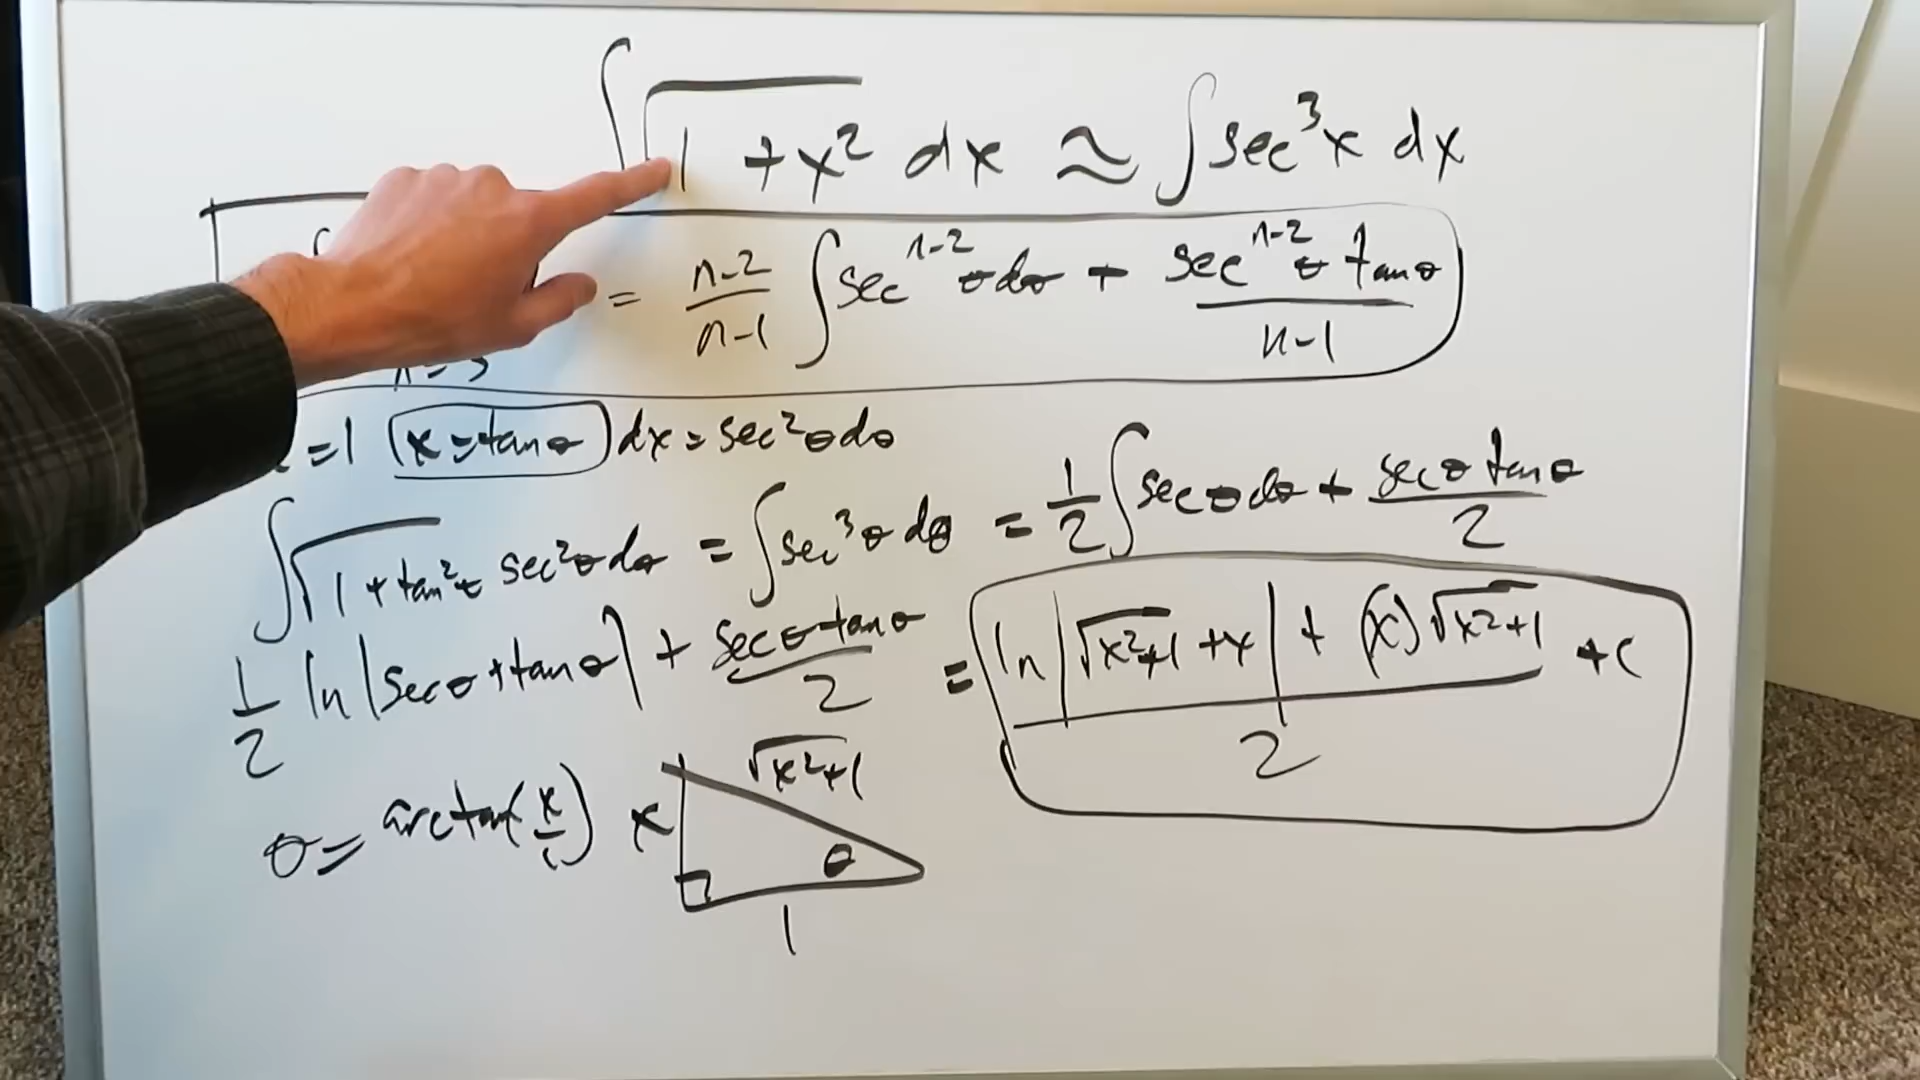 ∫√(1 + x²) dx ≈ ∫sec³x dx
= n-2/n-1 ∫sec^(n-2) θ dθ + sec^(n-2) θ tanθ / n-1
=1 (x = tanθ) dx = sec²θ dθ
∫√(1 + tan²θ) sec²θ dθ = ∫sec³θ dθ = 1/2 ∫secθ dθ + secθ tanθ / 2
1/2 ln|secθ + tanθ| + secθ tanθ / 2 = (ln|√(x²+1) + x| + (x)√(x²+1)) / 2 + C
θ = arctan(x/1) x √(x²+1) θ
1